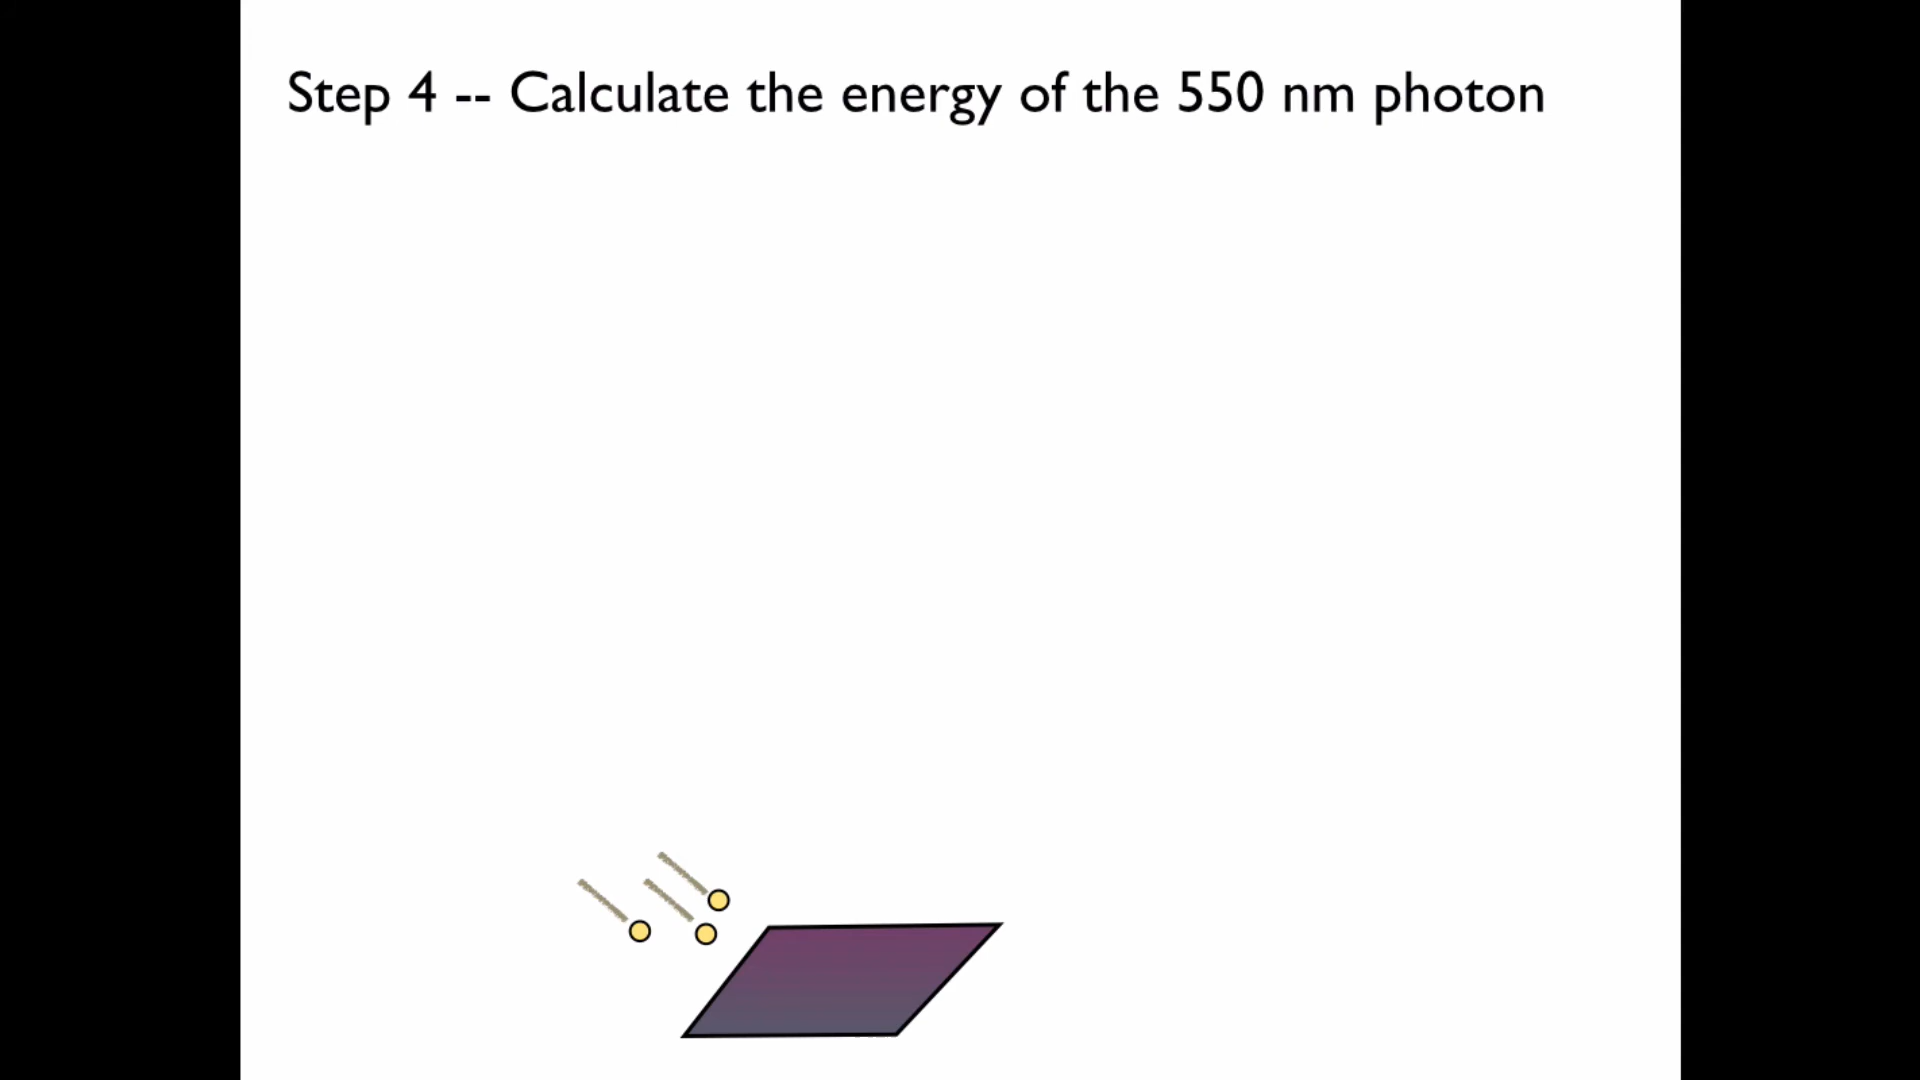 Step 4 -- Calculate the energy of the 550 nm photon